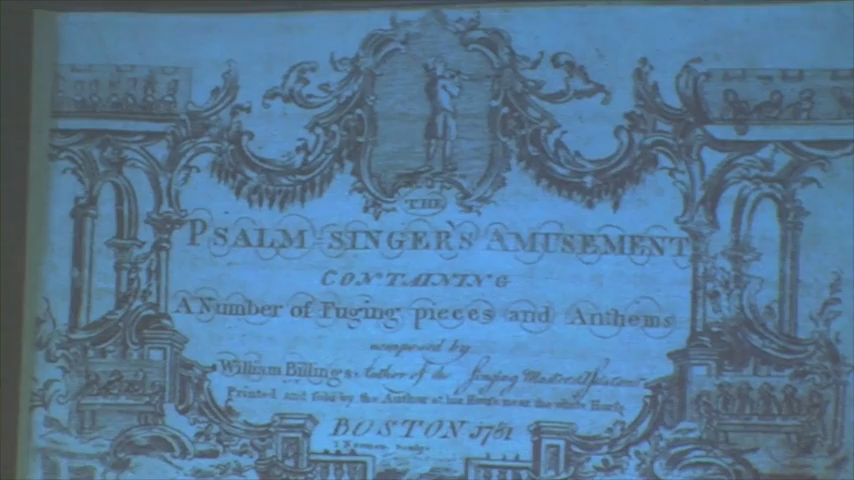 THE
PSALM-SINGER'S AMUSEMENT
CONTAINING
A Number of Fuging pieces and Anthems
composed by
William Billings, Author of the Singing Master's Assistant
Printed and sold by the Author at his House near the White Horse
BOSTON 1781